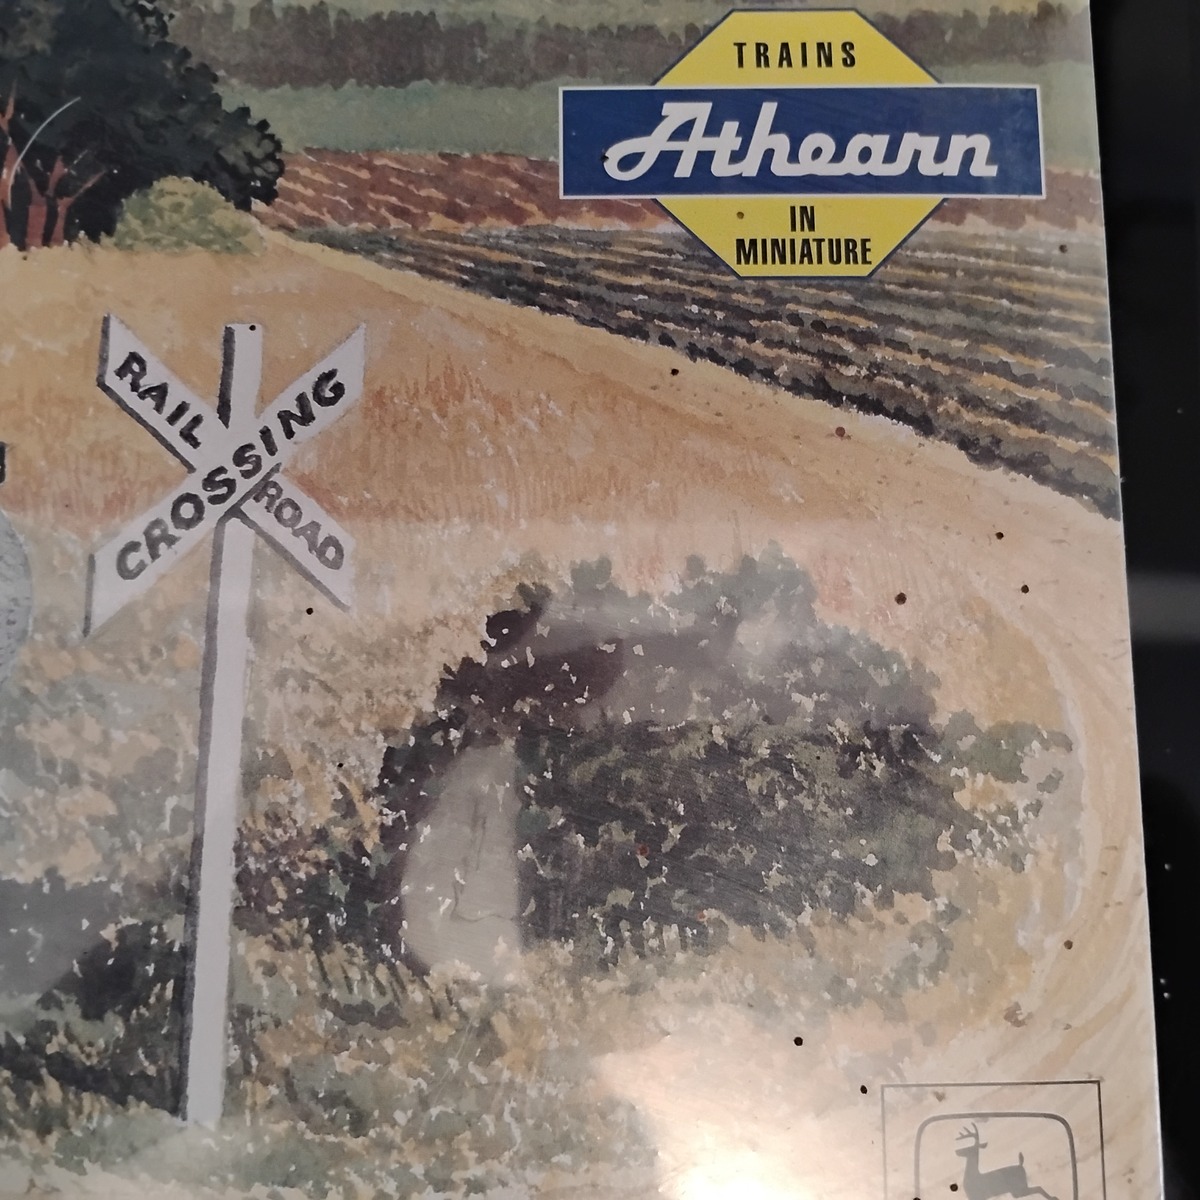 TRAINS
Athearn
IN
MINIATURE
RAIL
CROSSING
ROAD